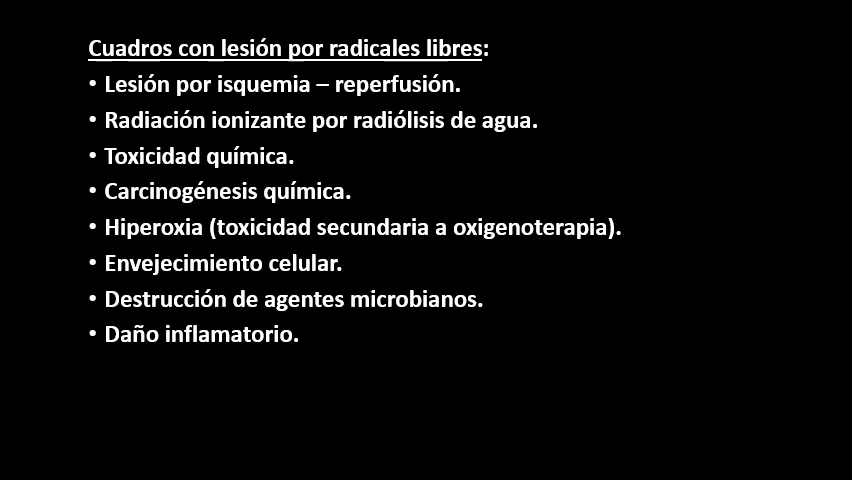 Cuadros con lesión por radicales libres:
• Lesión por isquemia – reperfusión.
• Radiación ionizante por radiólisis de agua.
• Toxicidad química.
• Carcinogénesis química.
• Hiperoxia (toxicidad secundaria a oxigenoterapia).
• Envejecimiento celular.
• Destrucción de agentes microbianos.
• Daño inflamatorio.